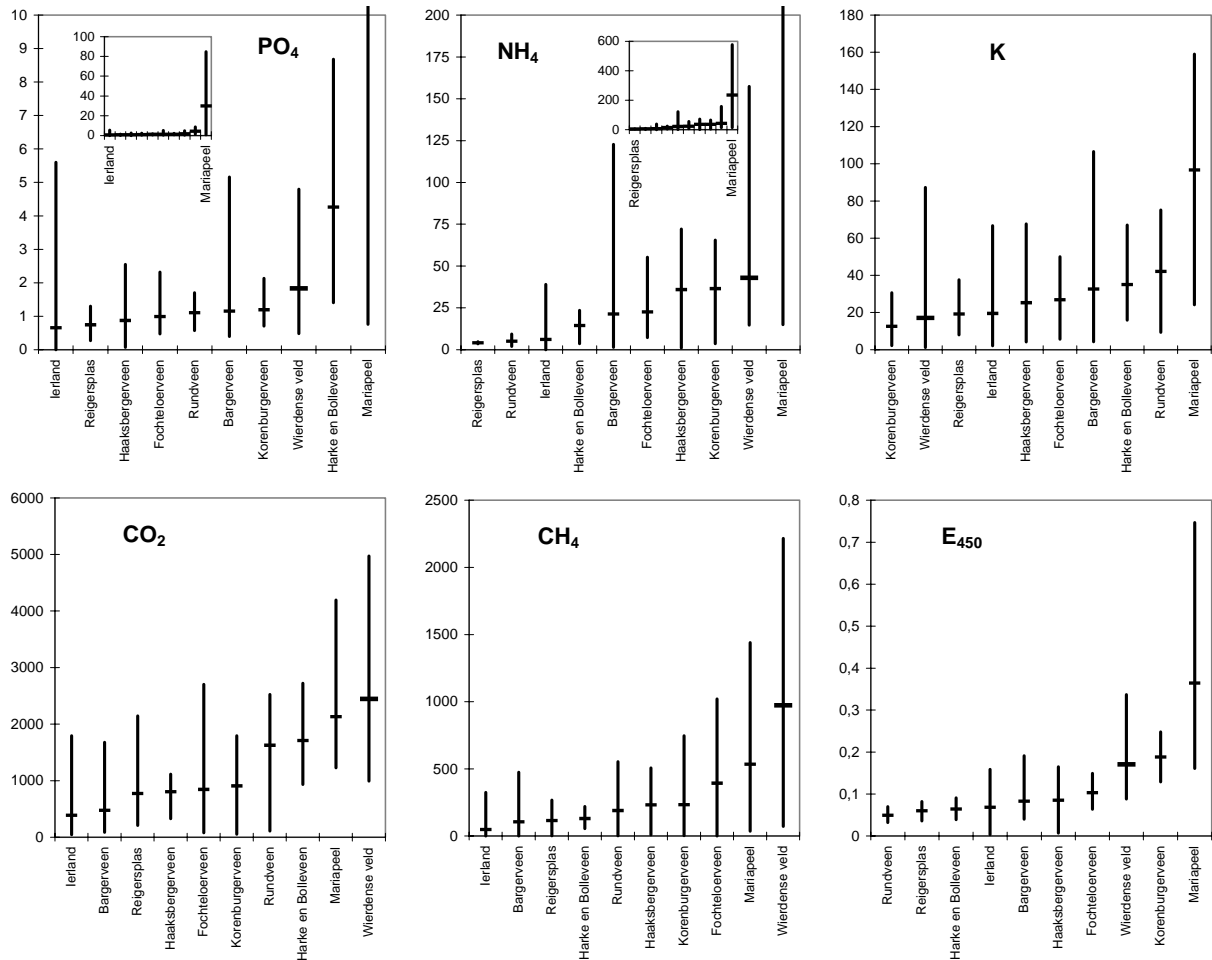 PO4
10
9
8
7
6
5
4
3
2
1
0
100
80
60
40
20
0
Ierland
Mariapeel
Ierland
Reigersplas
Haaksbergerveen
Fochteloerveen
Rundveen
Bargerveen
Korenburgerveen
Wierdense veld
Harke en Bolleveen
Mariapeel
NH4
200
175
150
125
100
75
50
25
0
600
400
200
0
Reigersplas
Mariapeel
Reigersplas
Rundveen
Ierland
Harke en Bolleveen
Bargerveen
Fochteloerveen
Haaksbergerveen
Korenburgerveen
Wierdense veld
Mariapeel
K
180
160
140
120
100
80
60
40
20
0
Korenburgerveen
Wierdense veld
Reigersplas
Ierland
Haaksbergerveen
Fochteloerveen
Bargerveen
Harke en Bolleveen
Rundveen
Mariapeel
CO2
6000
5000
4000
3000
2000
1000
0
Ierland
Bargerveen
Reigersplas
Haaksbergerveen
Fochteloerveen
Korenburgerveen
Rundveen
Harke en Bolleveen
Mariapeel
Wierdense veld
CH4
2500
2000
1500
1000
500
0
Ierland
Bargerveen
Reigersplas
Harke en Bolleveen
Rundveen
Haaksbergerveen
Korenburgerveen
Fochteloerveen
Mariapeel
Wierdense veld
E450
0,8
0,7
0,6
0,5
0,4
0,3
0,2
0,1
0
Rundveen
Reigersplas
Harke en Bolleveen
Ierland
Bargerveen
Haaksbergerveen
Fochteloerveen
Wierdense veld
Korenburgerveen
Mariapeel